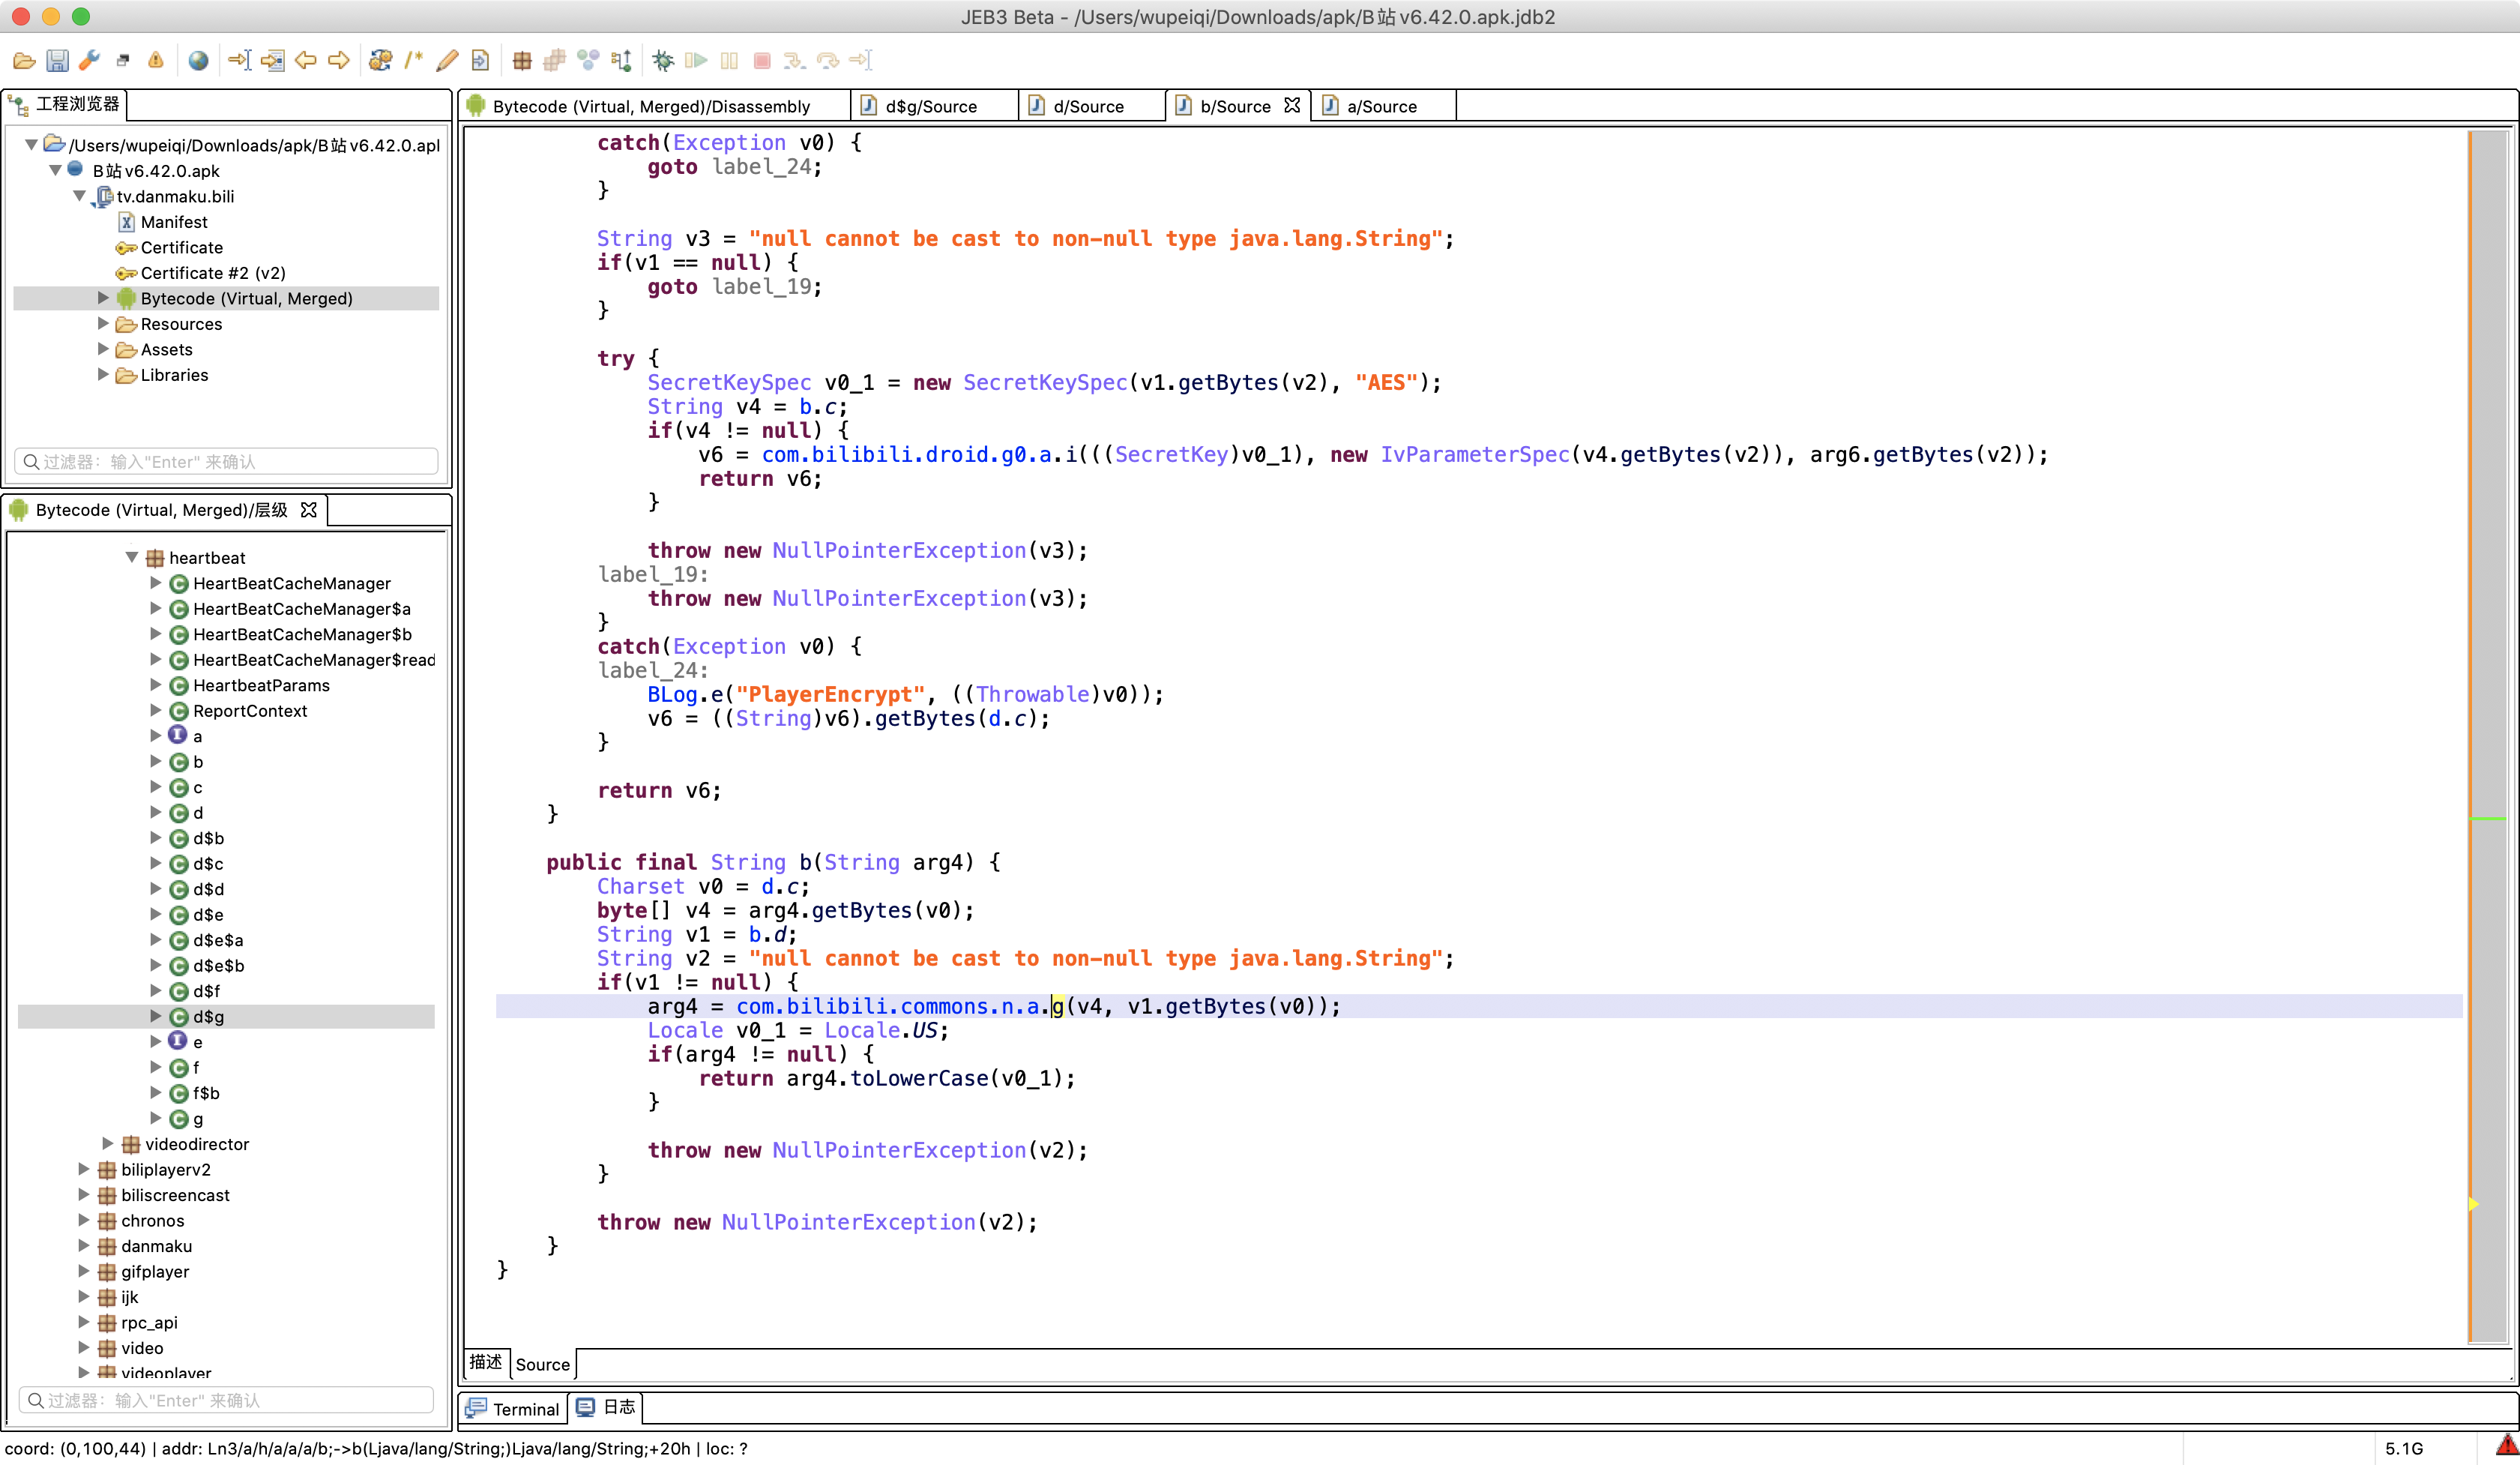 JEB3 Beta - /Users/wupeiqi/Downloads/apk/B站v6.42.0.apk.jdb2
工程浏览器
/Users/wupeiqi/Downloads/apk/B站v6.42.0.apl
B站v6.42.0.apk
tv.danmaku.bili
Manifest
Certificate
Certificate #2 (v2)
Bytecode (Virtual, Merged)
Resources
Assets
Libraries
过滤器: 输入"Enter" 来确认
Bytecode (Virtual, Merged)/层级
heartbeat
HeartBeatCacheManager
HeartBeatCacheManager$a
HeartBeatCacheManager$b
HeartBeatCacheManager$read
HeartbeatParams
ReportContext
a
b
c
d
d$b
d$c
d$d
d$e
d$e$a
d$e$b
d$f
d$g
e
f
f$b
g
videodirector
biliplayerv2
biliscreencast
chronos
danmaku
gifplayer
ijk
rpc_api
video
videoplayer
过滤器: 输入"Enter" 来确认
Bytecode (Virtual, Merged)/Disassembly
d$g/Source
d/Source
b/Source
a/Source
catch(Exception v0) {
goto label_24;
}
String v3 = "null cannot be cast to non-null type java.lang.String";
if(v1 == null) {
goto label_19;
}
try {
SecretKeySpec v0_1 = new SecretKeySpec(v1.getBytes(v2), "AES");
String v4 = b.c;
if(v4 != null) {
v6 = com.bilibili.droid.g0.a.i(((SecretKey)v0_1), new IvParameterSpec(v4.getBytes(v2)), arg6.getBytes(v2));
return v6;
}
throw new NullPointerException(v3);
label_19:
throw new NullPointerException(v3);
}
catch(Exception v0) {
label_24:
BLog.e("PlayerEncrypt", ((Throwable)v0));
v6 = ((String)v6).getBytes(d.c);
}
return v6;
}
public final String b(String arg4) {
Charset v0 = d.c;
byte[] v4 = arg4.getBytes(v0);
String v1 = b.d;
String v2 = "null cannot be cast to non-null type java.lang.String";
if(v1 != null) {
arg4 = com.bilibili.commons.n.a.g(v4, v1.getBytes(v0));
Locale v0_1 = Locale.US;
if(arg4 != null) {
return arg4.toLowerCase(v0_1);
}
throw new NullPointerException(v2);
}
throw new NullPointerException(v2);
}
}
描述
Source
Terminal
日志
coord: (0,100,44) | addr: Ln3/a/h/a/a/a/b;->b(Ljava/lang/String;)Ljava/lang/String;+20h | loc: ?
5.1G